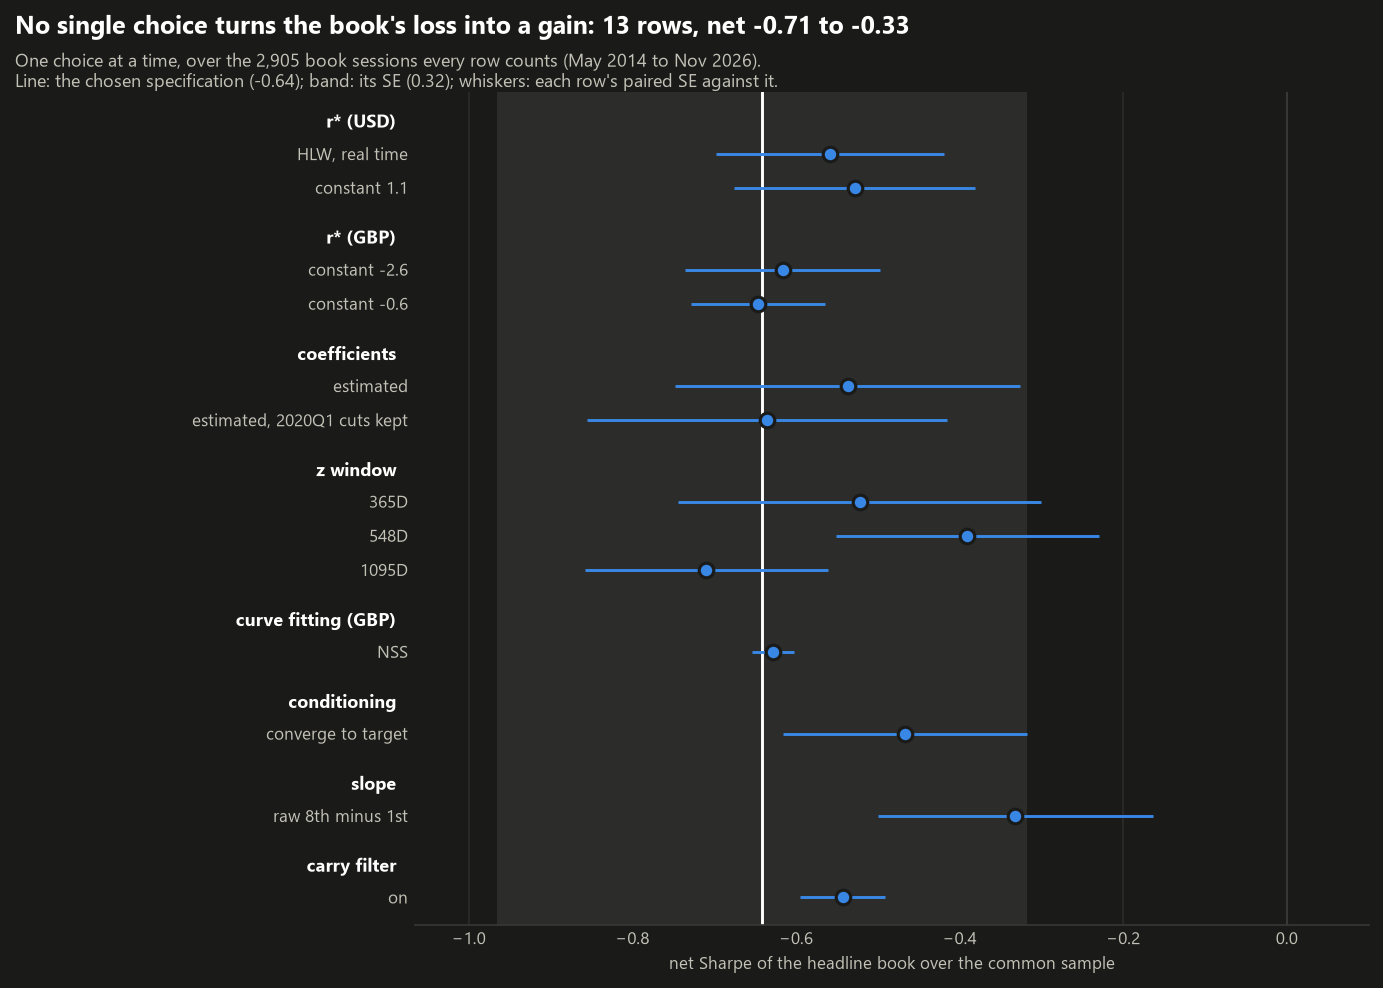 No single choice turns the book's loss into a gain: 13 rows, net -0.71 to -0.33
One choice at a time, over the 2,905 book sessions every row counts (May 2014 to Nov 2026).
Line: the chosen specification (-0.64); band: its SE (0.32); whiskers: each row's paired SE against it.
r* (USD)
HLW, real time
constant 1.1
r* (GBP)
constant -2.6
constant -0.6
coefficients
estimated
estimated, 2020Q1 cuts kept
z window
365D
548D
1095D
curve fitting (GBP)
NSS
conditioning
converge to target
slope
raw 8th minus 1st
carry filter
on
−1.0 −0.8 −0.6 −0.4 −0.2 0.0
net Sharpe of the headline book over the common sample